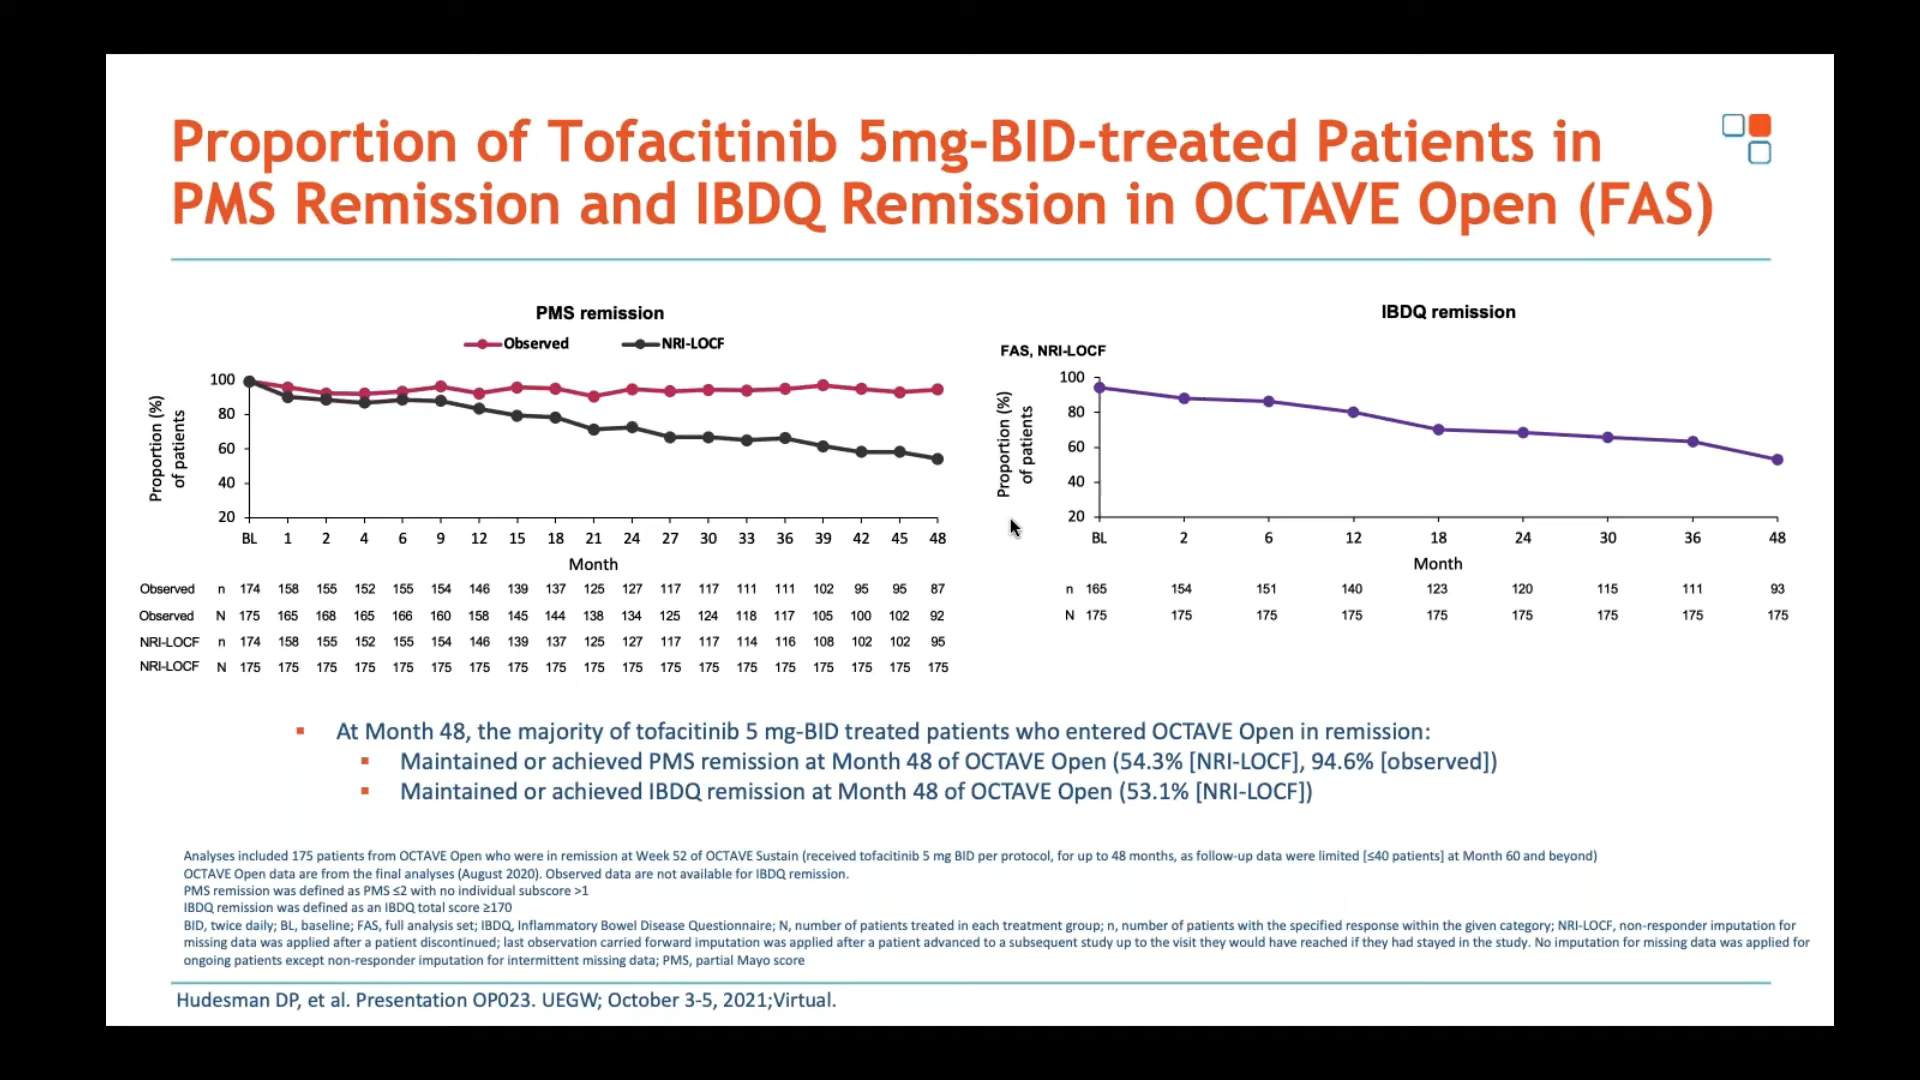 Proportion of Tofacitinib 5mg-BID-treated Patients in
PMS Remission and IBDQ Remission in OCTAVE Open (FAS)
PMS remission
Observed NRI-LOCF
Proportion (%)
of patients
100
80
60
40
20
BL 1 2 4 6 9 12 15 18 21 24 27 30 33 36 39 42 45 48
Month
Observed n 174 158 155 152 155 154 146 139 137 125 127 117 117 111 111 102 95 95 87
Observed N 175 165 168 165 166 160 158 145 144 138 134 125 124 118 117 105 100 102 92
NRI-LOCF n 174 158 155 152 155 154 146 139 137 125 127 117 117 114 116 108 102 102 95
NRI-LOCF N 175 175 175 175 175 175 175 175 175 175 175 175 175 175 175 175 175 175 175
IBDQ remission
FAS, NRI-LOCF
Proportion (%)
of patients
100
80
60
40
20
BL 2 6 12 18 24 30 36 48
Month
n 165 154 151 140 123 120 115 111 93
N 175 175 175 175 175 175 175 175 175
At Month 48, the majority of tofacitinib 5 mg-BID treated patients who entered OCTAVE Open in remission:
Maintained or achieved PMS remission at Month 48 of OCTAVE Open (54.3% [NRI-LOCF], 94.6% [observed])
Maintained or achieved IBDQ remission at Month 48 of OCTAVE Open (53.1% [NRI-LOCF])
Analyses included 175 patients from OCTAVE Open who were in remission at Week 52 of OCTAVE Sustain (received tofacitinib 5 mg BID per protocol, for up to 48 months, as follow-up data were limited [≤40 patients] at Month 60 and beyond)
OCTAVE Open data are from the final analyses (August 2020). Observed data are not available for IBDQ remission.
PMS remission was defined as PMS ≤2 with no individual subscore >1
IBDQ remission was defined as an IBDQ total score ≥170
BID, twice daily; BL, baseline; FAS, full analysis set; IBDQ, Inflammatory Bowel Disease Questionnaire; N, number of patients treated in each treatment group; n, number of patients with the specified response within the given category; NRI-LOCF, non-responder imputation for
missing data was applied after a patient discontinued; last observation carried forward imputation was applied after a patient advanced to a subsequent study up to the visit they would have reached if they had stayed in the study. No imputation for missing data was applied for
ongoing patients except non-responder imputation for intermittent missing data; PMS, partial Mayo score
Hudesman DP, et al. Presentation OP023. UEGW; October 3-5, 2021;Virtual.